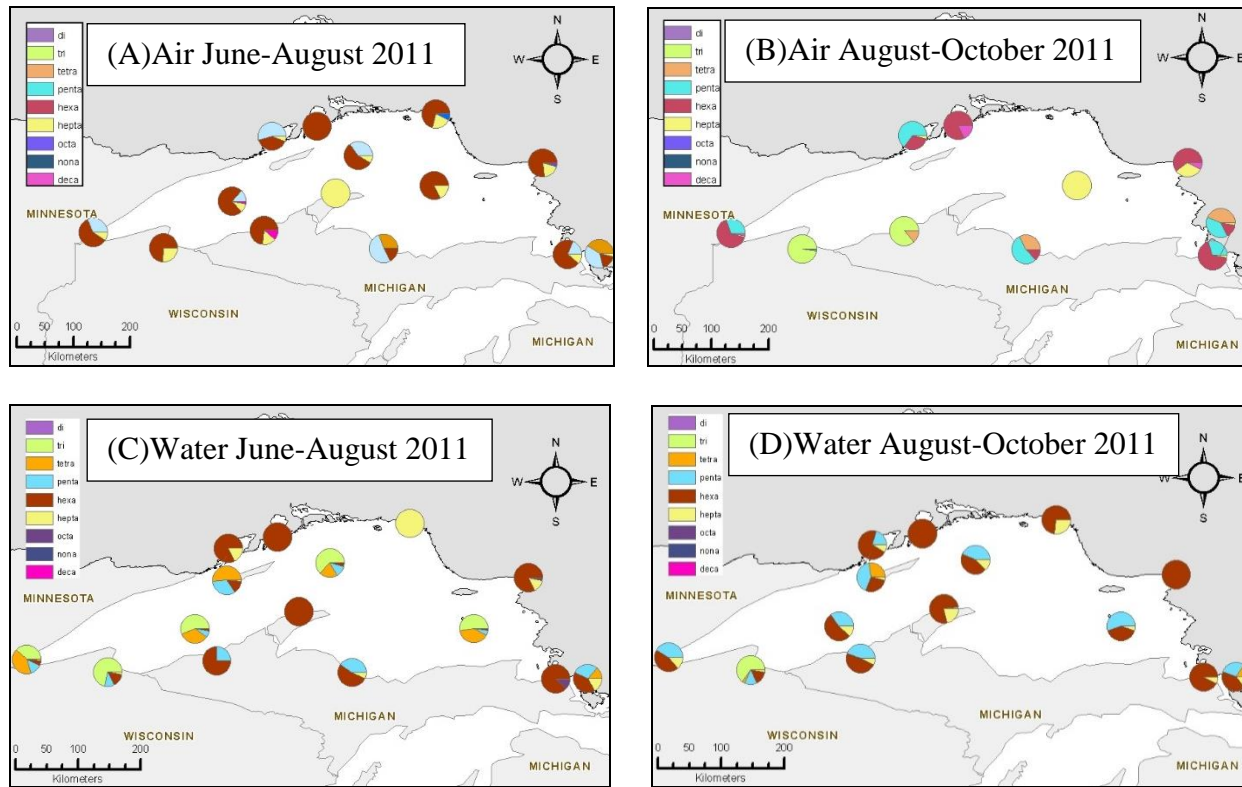 (A)Air June-August 2011
di
tri
tetra
penta
hexa
hepta
octa
nona
deca
N
W E
S
MINNESOTA
WISCONSIN
MICHIGAN
MICHIGAN
0 50 100 200
Kilometers
(B)Air August-October 2011
di
tri
tetra
penta
hexa
hepta
octa
nona
deca
N
W E
S
MINNESOTA
WISCONSIN
MICHIGAN
MICHIGAN
0 50 100 200
Kilometers
(C)Water June-August 2011
di
tri
tetra
penta
hexa
hepta
octa
nona
deca
N
W E
S
MINNESOTA
WISCONSIN
MICHIGAN
MICHIGAN
0 50 100 200
Kilometers
(D)Water August-October 2011
di
tri
tetra
penta
hexa
hepta
octa
nona
deca
N
W E
S
MINNESOTA
WISCONSIN
MICHIGAN
MICHIGAN
0 50 100 200
Kilometers